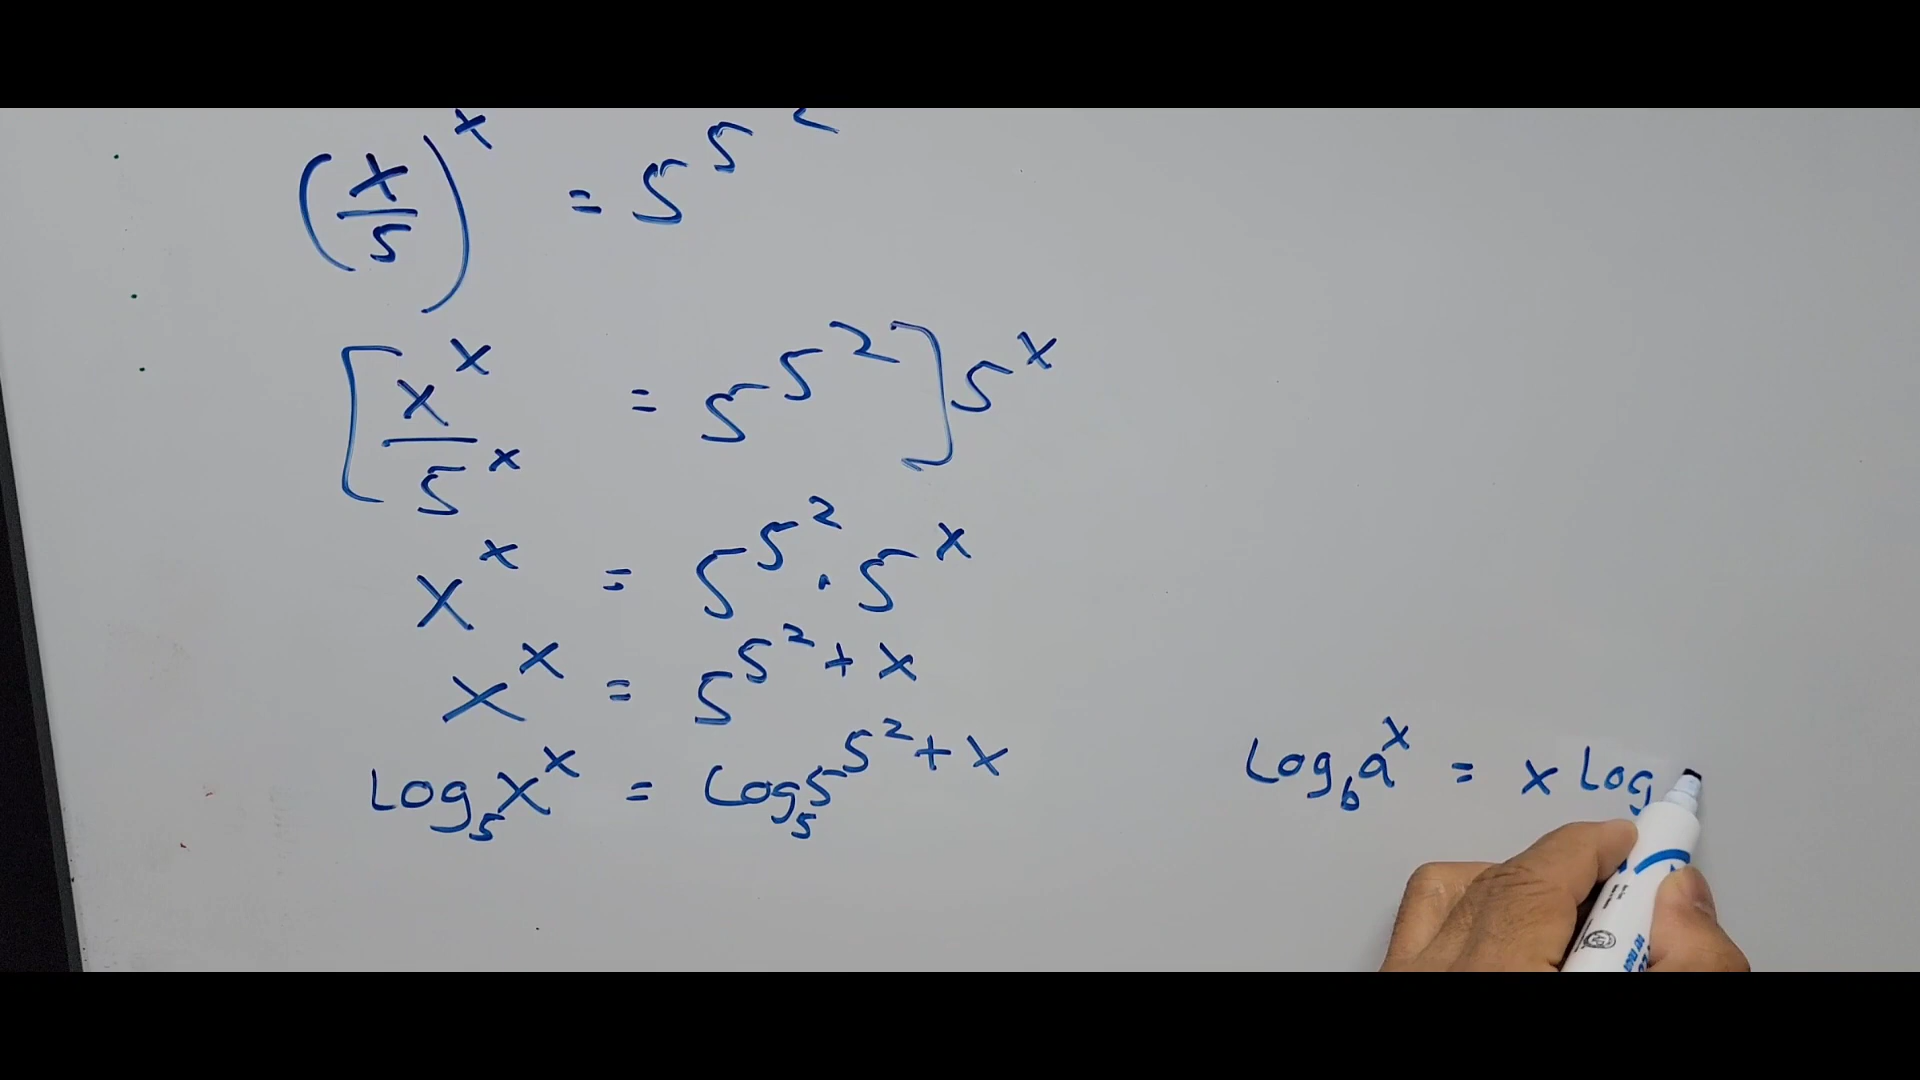 (x/5)^x = 5^5^2
[x^x/5^x = 5^5^2]5^x
x^x = 5^5^2 · 5^x
x^x = 5^(5^2+x)
Log_5 x^x = Log_5 5^(5^2+x)
Log_b a^x = x Log